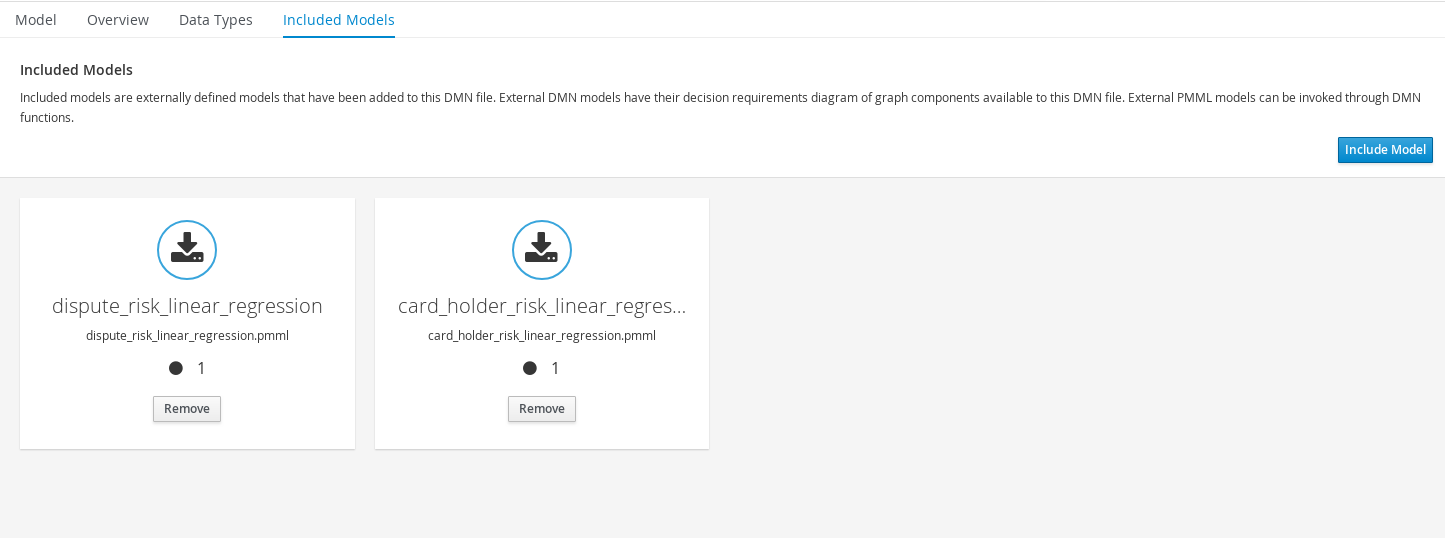 Model Overview Data Types Included Models
Included Models
Included models are externally defined models that have been added to this DMN file. External DMN models have their decision requirements diagram of graph components available to this DMN file. External PMML models can be invoked through DMN
functions.
Include Model
dispute_risk_linear_regression card_holder_risk_linear_regres...
dispute_risk_linear_regression.pmml card_holder_risk_linear_regression.pmml
1 1
Remove Remove